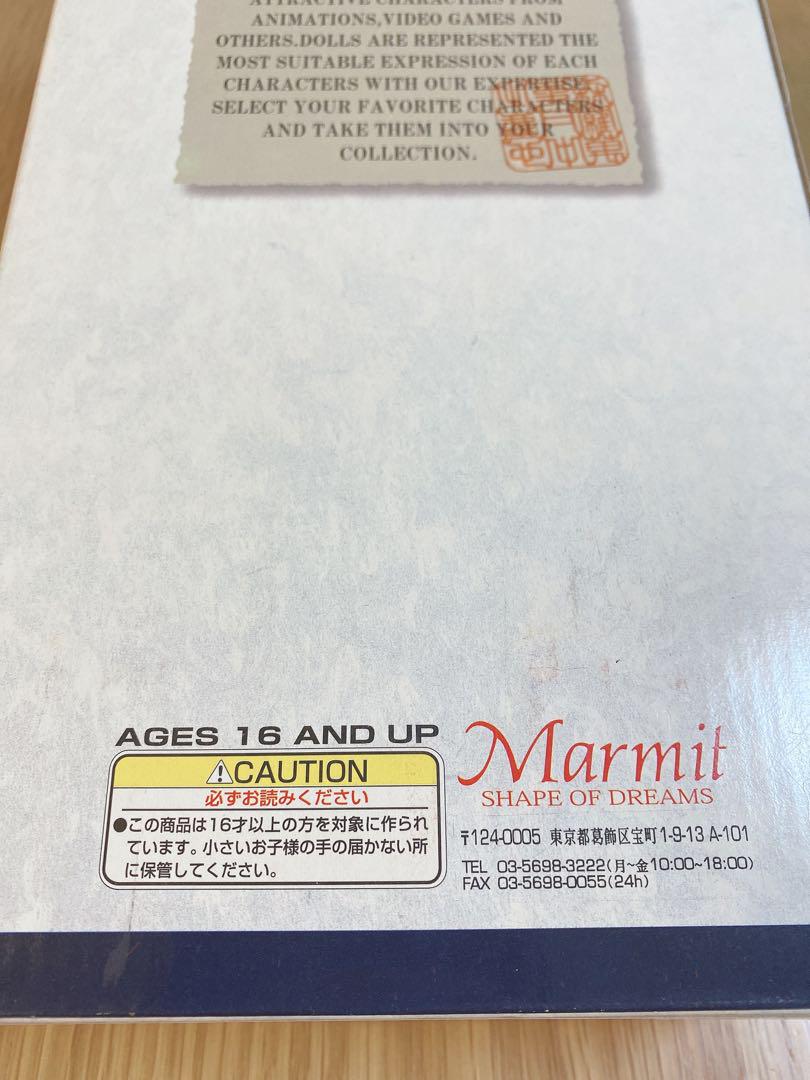 ATTRACTIVE CHARACTERS FROM
ANIMATIONS,VIDEO GAMES AND
OTHERS.DOLLS ARE REPRESENTED THE
MOST SUITABLE EXPRESSION OF EACH
CHARACTERS WITH OUR EXPERTISE.
SELECT YOUR FAVORITE CHARACTERS
AND TAKE THEM INTO YOUR
COLLECTION.
AGES 16 AND UP
⚠CAUTION
必ずお読みください
●この商品は16才以上の方を対象に作られ
ています。小さいお子様の手の届かない所
に保管してください。
Marmit
SHAPE OF DREAMS
〒124-0005 東京都葛飾区宝町1-9-13 A-101
TEL 03-5698-3222(月~金10:00~18:00)
FAX 03-5698-0055(24h)